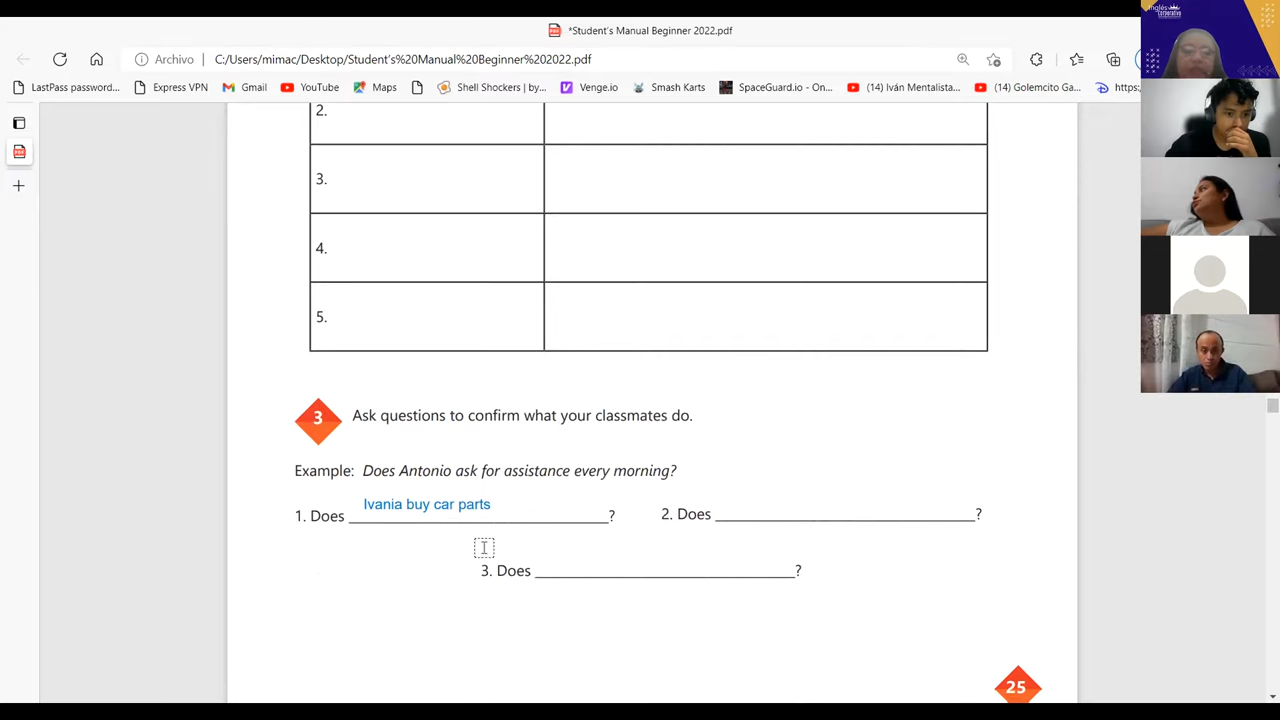 *Student's Manual Beginner 2022.pdf
Archivo
C:/Users/mimac/Desktop/Student's%20Manual%20Beginner%202022.pdf
LastPass password...
Express VPN
Gmail
YouTube
Maps
Shell Shockers | by...
Venge.io
Smash Karts
SpaceGuard.io - On...
(14) Iván Mentalista...
(14) Golemcito Ga...
https:
Inglés
corporativo
2.
3.
4.
5.
3 Ask questions to confirm what your classmates do.
Example: Does Antonio ask for assistance every morning?
1. Does Ivania buy car parts ?
2. Does ?
3. Does ?
25